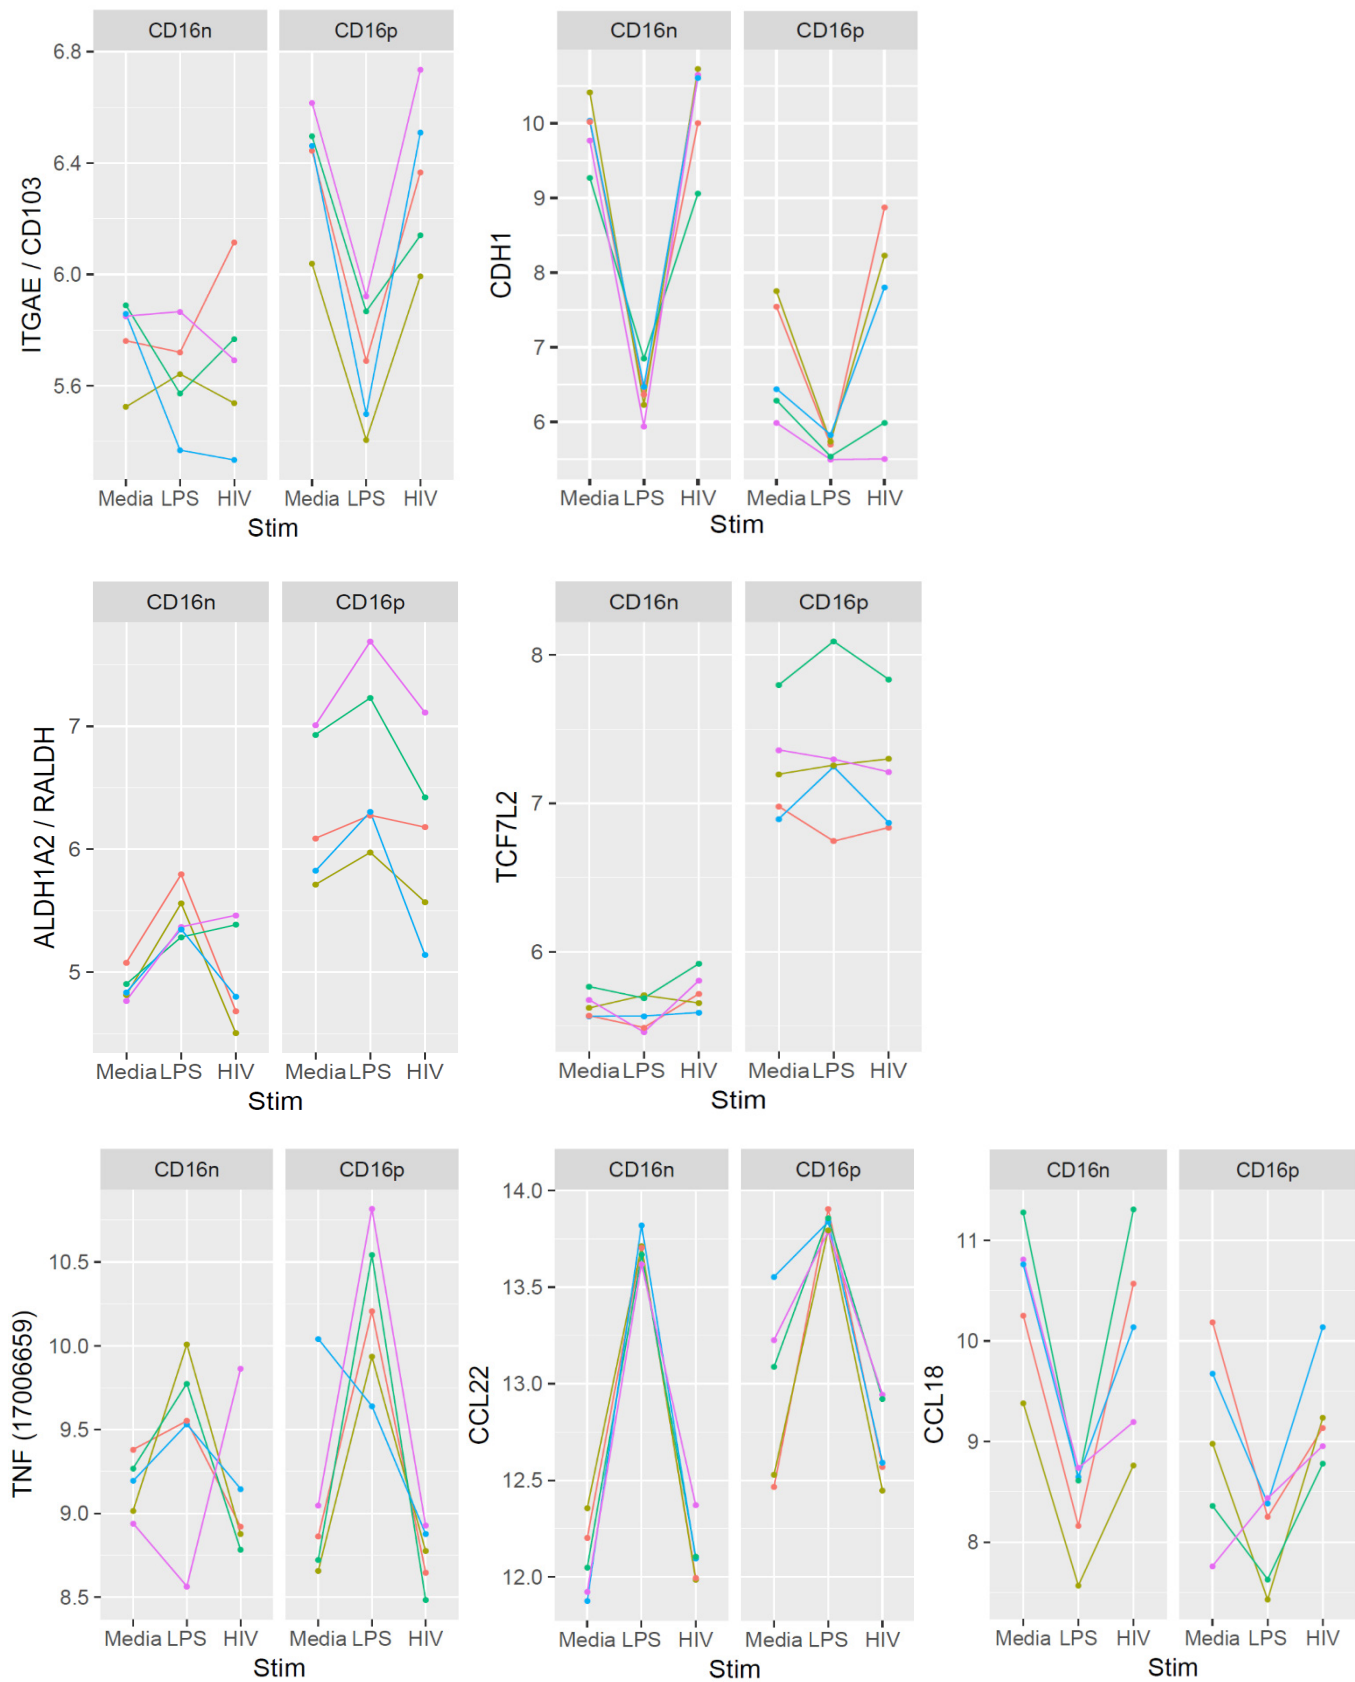 CD16n CD16p
6.8
6.4
6.0
5.6
ITGAE / CD103
Media LPS HIV Media LPS HIV
Stim
CD16n CD16p
10
9
8
7
6
CDH1
Media LPS HIV Media LPS HIV
Stim
CD16n CD16p
7
6
5
ALDH1A2 / RALDH
Media LPS HIV Media LPS HIV
Stim
CD16n CD16p
8
7
6
TCF7L2
Media LPS HIV Media LPS HIV
Stim
CD16n CD16p
10.5
10.0
9.5
9.0
8.5
TNF (17006659)
Media LPS HIV Media LPS HIV
Stim
CD16n CD16p
14.0
13.5
13.0
12.5
12.0
CCL22
Media LPS HIV Media LPS HIV
Stim
CD16n CD16p
11
10
9
8
CCL18
Media LPS HIV Media LPS HIV
Stim